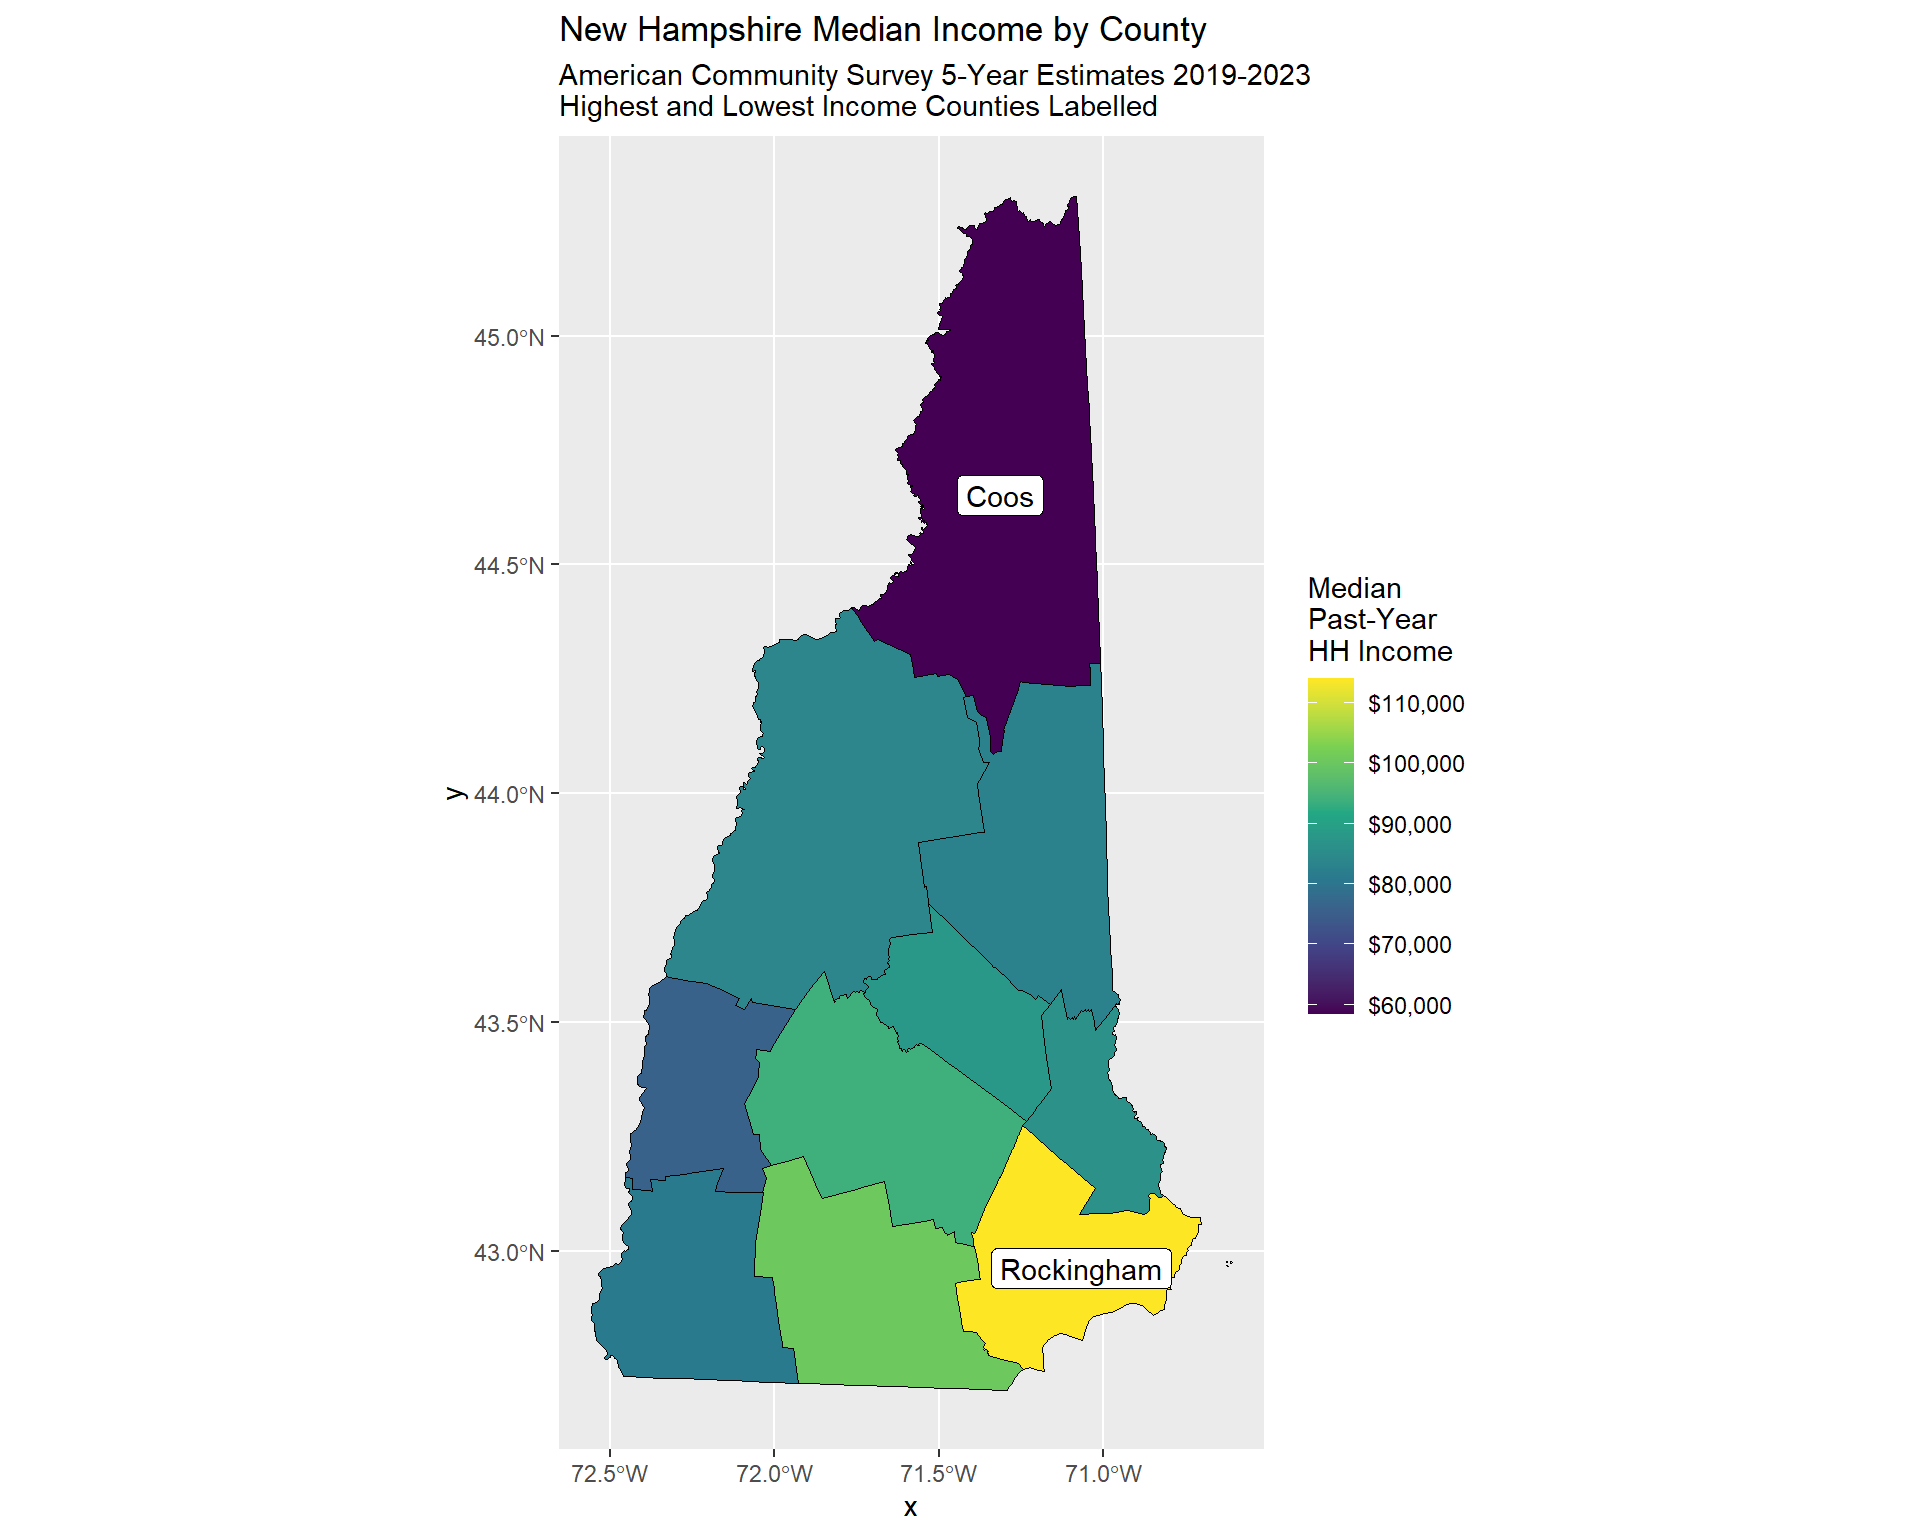 New Hampshire Median Income by County
American Community Survey 5-Year Estimates 2019-2023
Highest and Lowest Income Counties Labelled
45.0°N
44.5°N
44.0°N
43.5°N
43.0°N
y
Coos
Rockingham
72.5°W
72.0°W
71.5°W
71.0°W
x
Median
Past-Year
HH Income
$110,000
$100,000
$90,000
$80,000
$70,000
$60,000